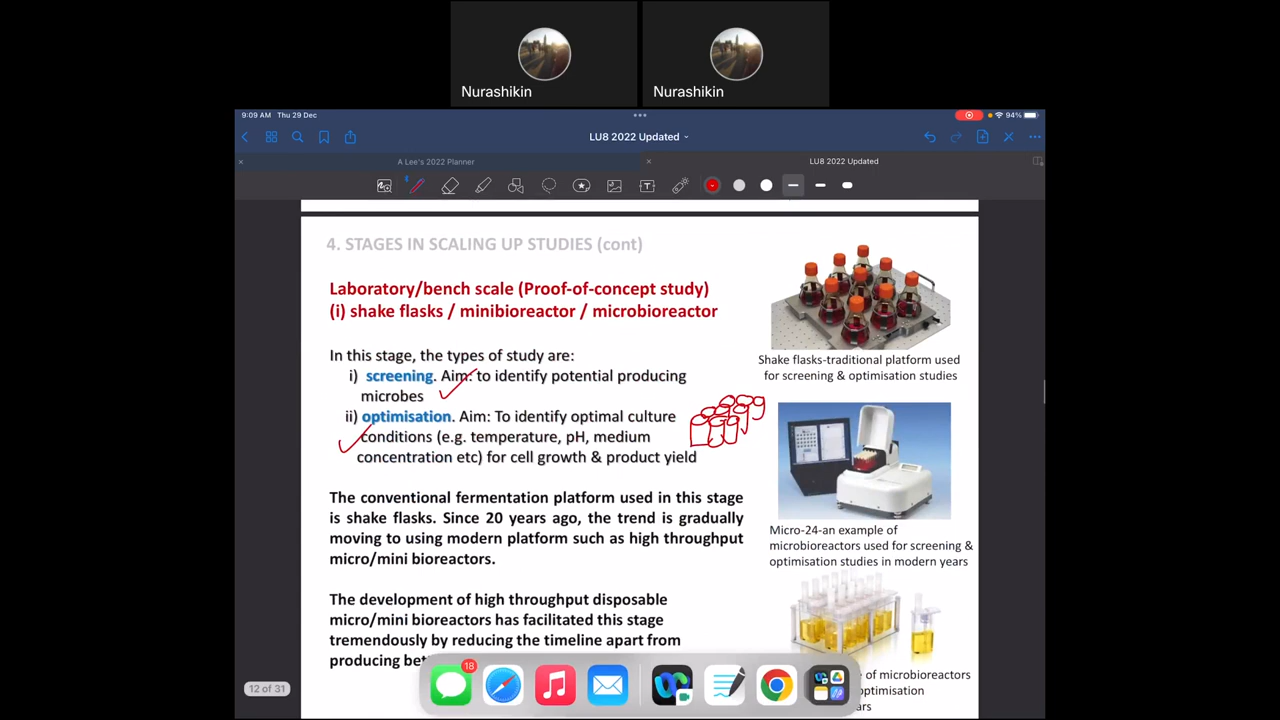 Nurashikin
Nurashikin
9:09 AM Thu 29 Dec
94%
LU8 2022 Updated
A Lee's 2022 Planner
LU8 2022 Updated
4. STAGES IN SCALING UP STUDIES (cont)
Laboratory/bench scale (Proof-of-concept study)
(i) shake flasks / minibioreactor / microbioreactor
In this stage, the types of study are:
i) screening. Aim: to identify potential producing
microbes
ii) optimisation. Aim: To identify optimal culture
conditions (e.g. temperature, pH, medium
concentration etc) for cell growth & product yield
The conventional fermentation platform used in this stage
is shake flasks. Since 20 years ago, the trend is gradually
moving to using modern platform such as high throughput
micro/mini bioreactors.
The development of high throughput disposable
micro/mini bioreactors has facilitated this stage
tremendously by reducing the timeline apart from
producing
Shake flasks-traditional platform used
for screening & optimisation studies
Micro-24-an example of
microbioreactors used for screening &
optimisation studies in modern years
of microbioreactors
optimisation
18
12 of 31